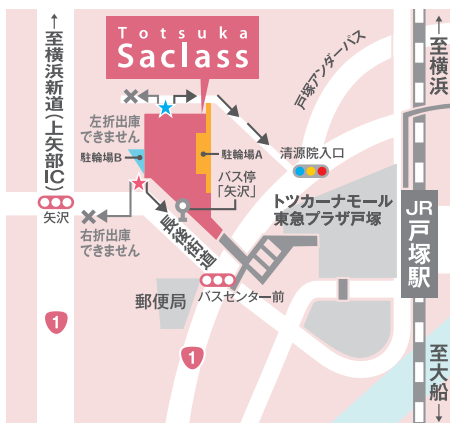 Totsuka
Saclass
↑至横浜新道(上矢部IC)
左折出庫
できません
駐輪場B
駐輪場A
バス停
「矢沢」
清源院入口
戸塚アンダーパス
↑至横浜
矢沢
右折出庫
できません
長後街道
トツカーナモール
東急プラザ戸塚
JR戸塚駅
郵便局
バスセンター前
1
1
至大船↓